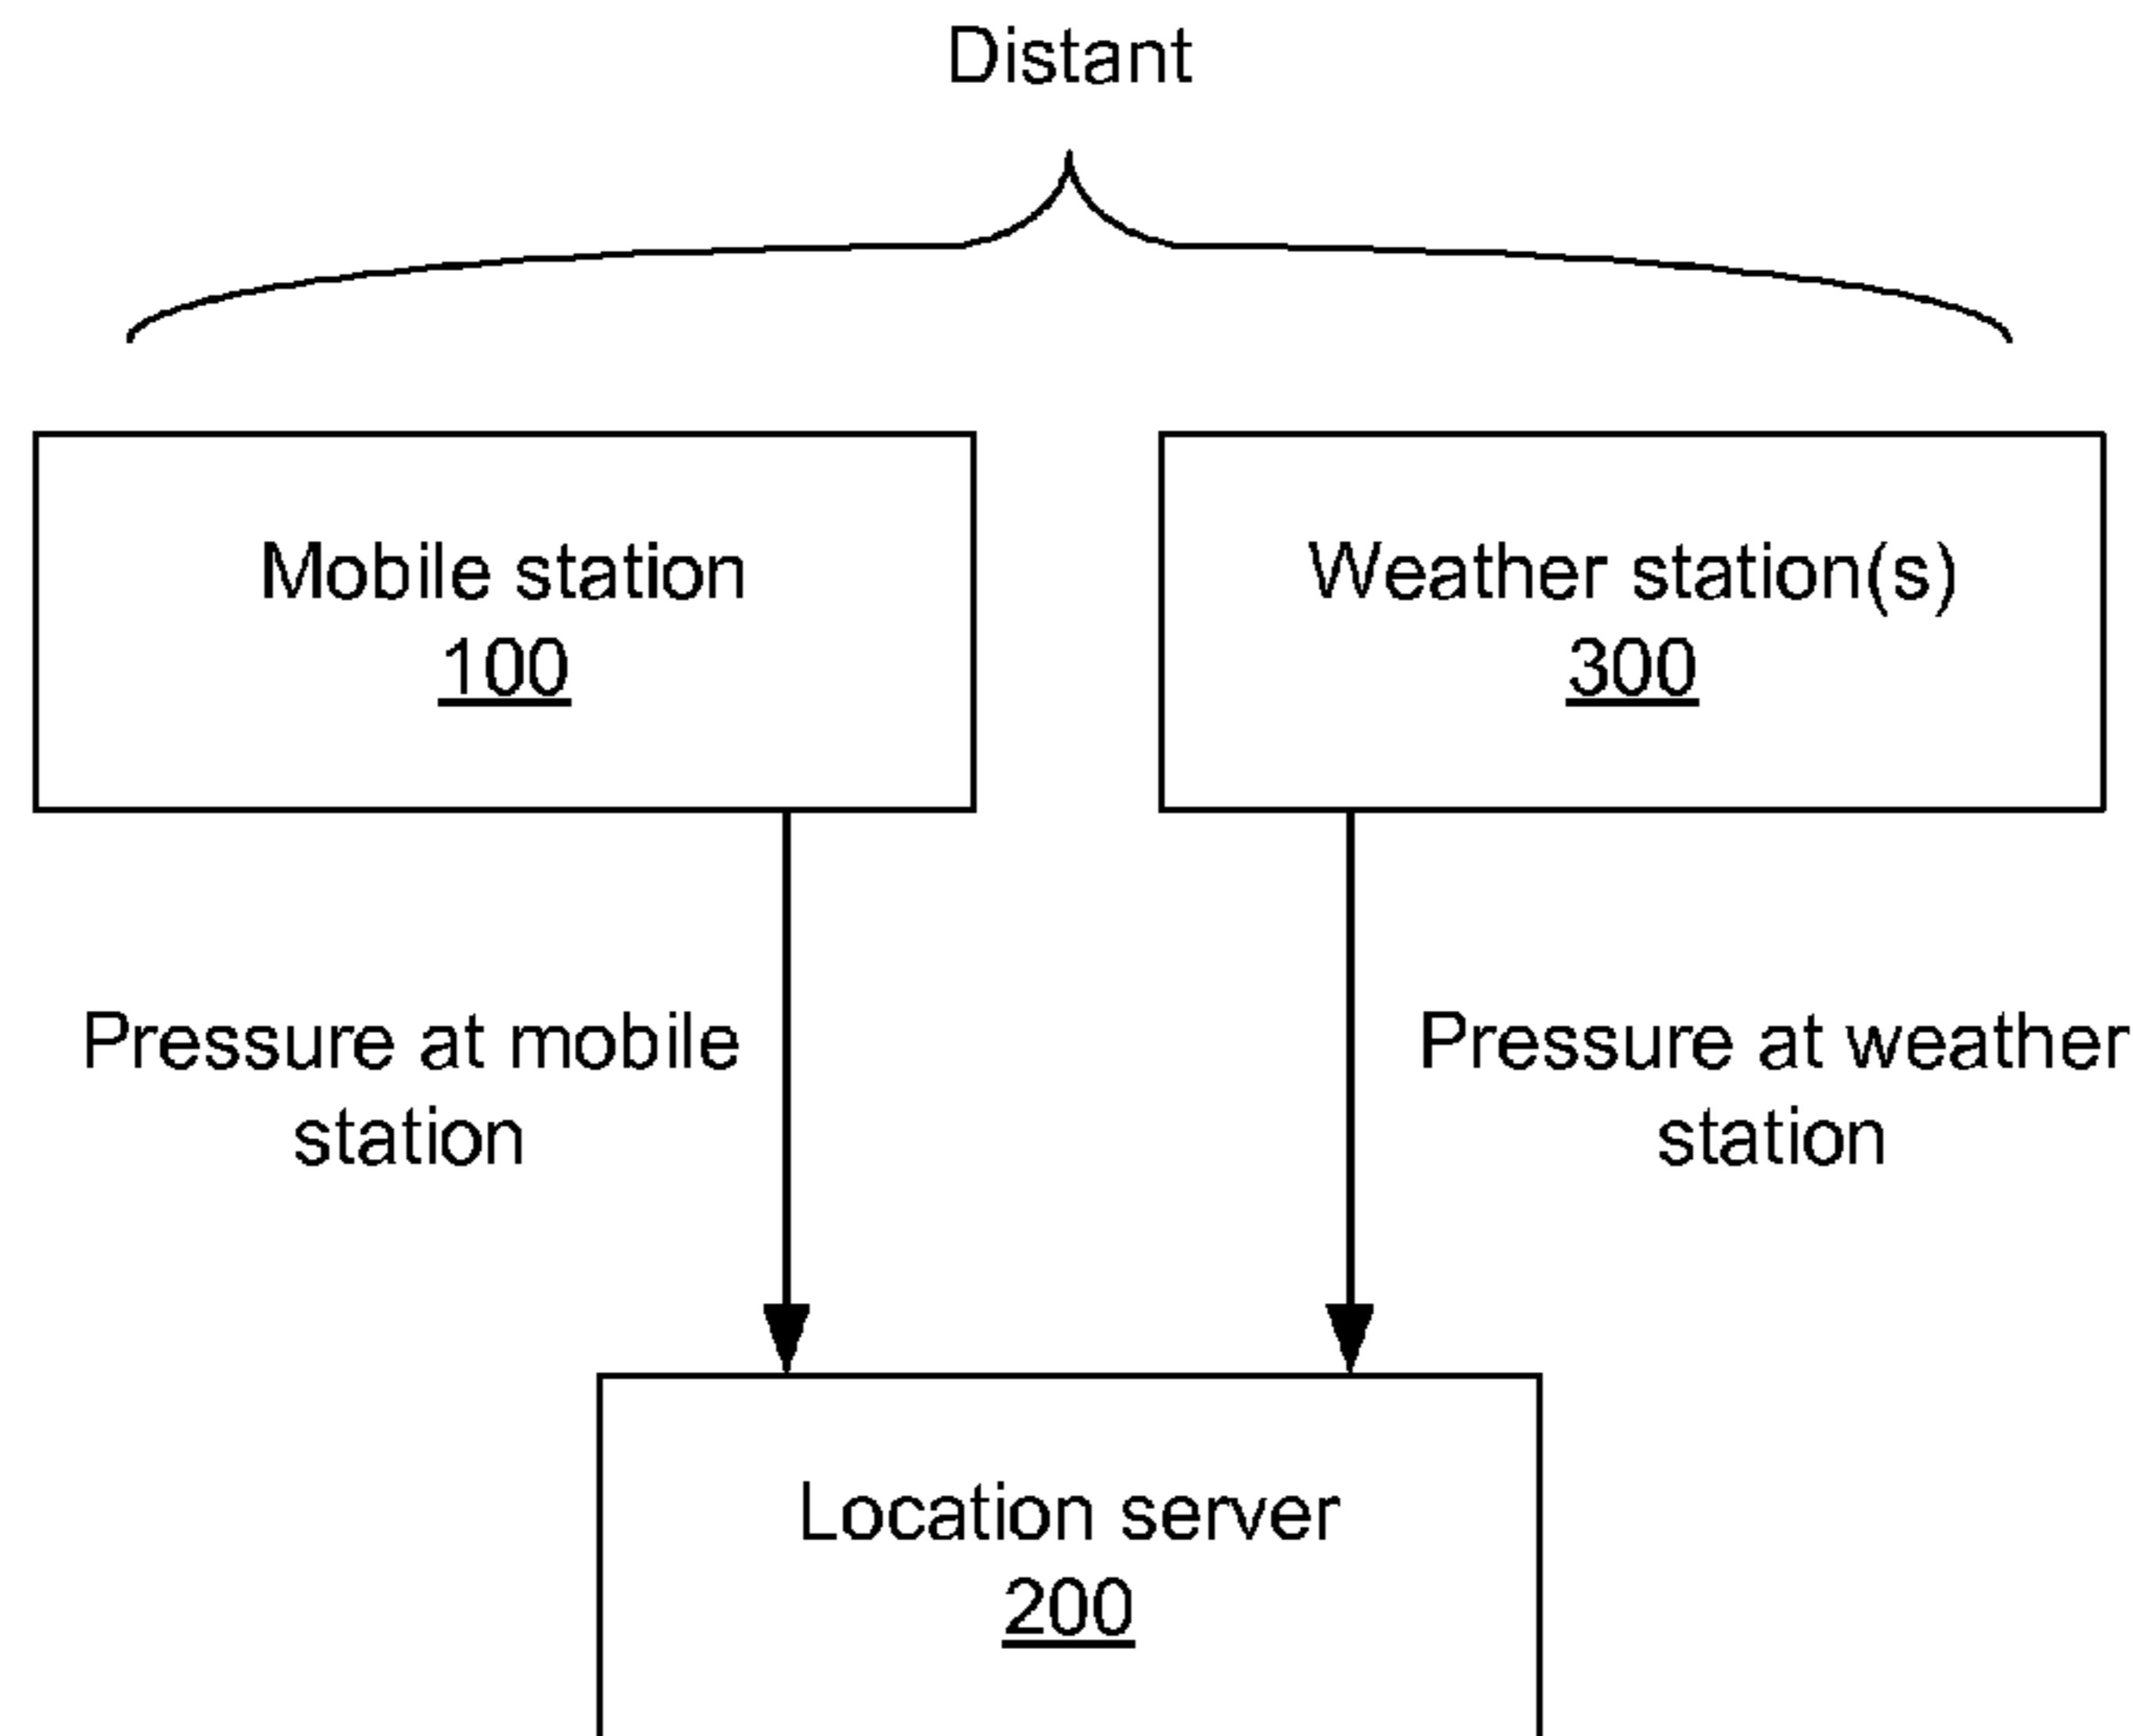 Distant
Mobile station
100
Weather station(s)
300
Pressure at mobile
station
Pressure at weather
station
Location server
200